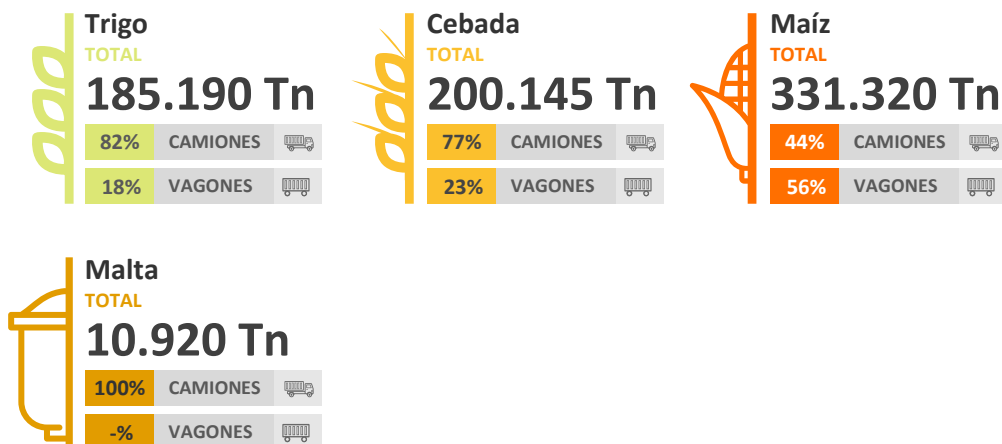 Trigo
TOTAL
185.190 Tn
82% CAMIONES
18% VAGONES
Cebada
TOTAL
200.145 Tn
77% CAMIONES
23% VAGONES
Maíz
TOTAL
331.320 Tn
44% CAMIONES
56% VAGONES
Malta
TOTAL
10.920 Tn
100% CAMIONES
-% VAGONES